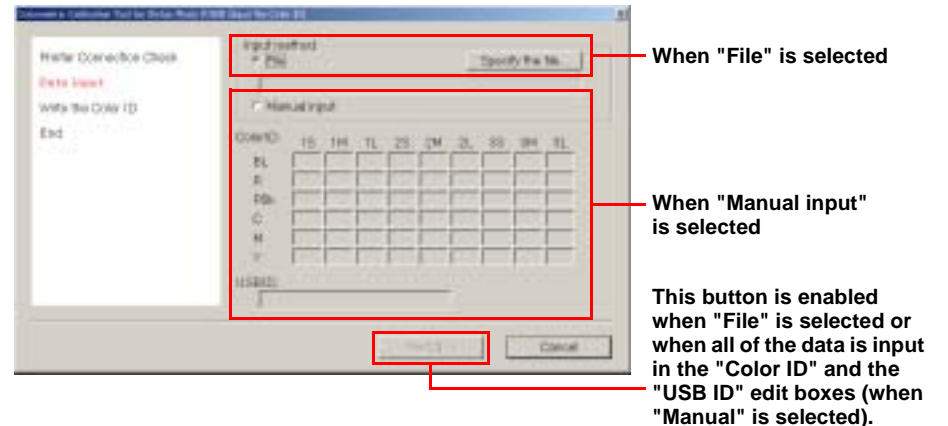 Printer Connection Check
Data Input
Write the Color ID
End
Input method
File
Specify the file.
Manual input
Color ID
1S 1M 1L 2S 2M 2L 3S 3M 3L
BL
R
C
M
Y
USB ID
Cancel
When "File" is selected
When "Manual input"
is selected
This button is enabled
when "File" is selected or
when all of the data is input
in the "Color ID" and the
"USB ID" edit boxes (when
"Manual" is selected).